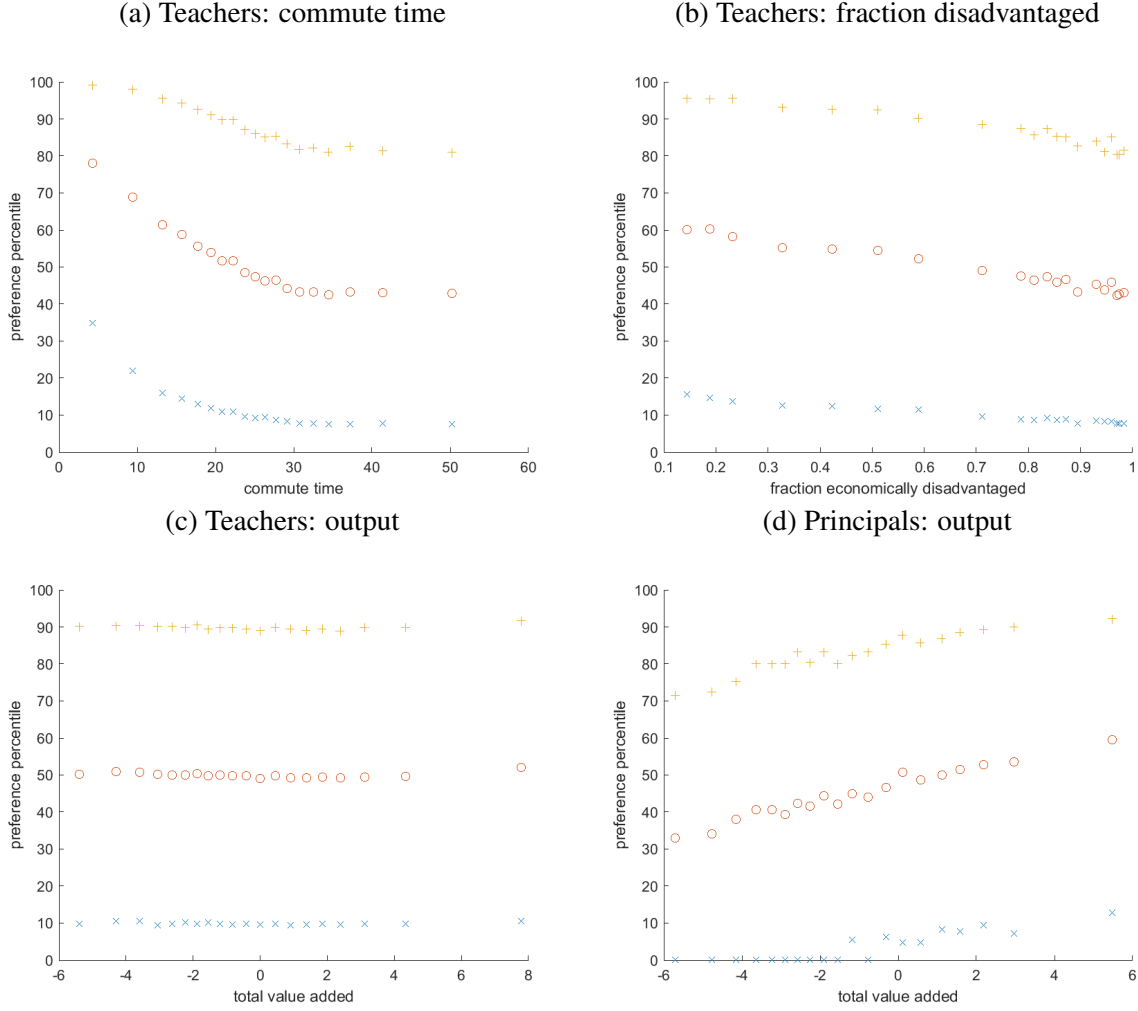 (a) Teachers: commute time
100
90
80
70
60
50
40
30
20
10
0
preference percentile
0 10 20 30 40 50 60
commute time
(b) Teachers: fraction disadvantaged
100
90
80
70
60
50
40
30
20
10
0
preference percentile
0.1 0.2 0.3 0.4 0.5 0.6 0.7 0.8 0.9 1
fraction economically disadvantaged
(c) Teachers: output
100
90
80
70
60
50
40
30
20
10
0
preference percentile
-6 -4 -2 0 2 4 6 8
total value added
(d) Principals: output
100
90
80
70
60
50
40
30
20
10
0
preference percentile
-6 -4 -2 0 2 4 6
total value added